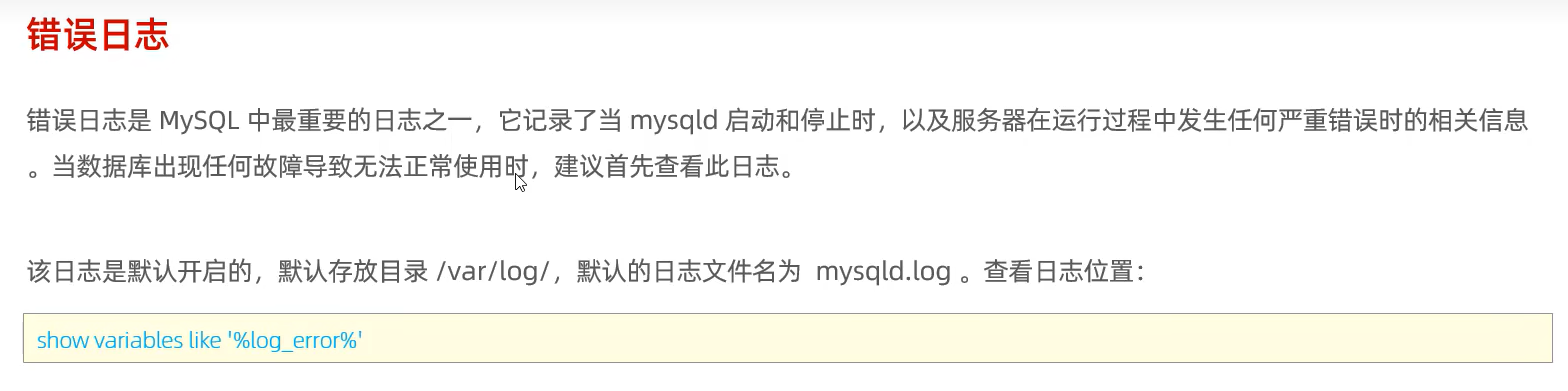 错误日志
错误日志是 MySQL 中最重要的日志之一，它记录了当 mysqld 启动和停止时，以及服务器在运行过程中发生任何严重错误时的相关信息
。当数据库出现任何故障导致无法正常使用时，建议首先查看此日志。
该日志是默认开启的，默认存放目录 /var/log/，默认的日志文件名为 mysqld.log 。查看日志位置：
show variables like '%log_error%'